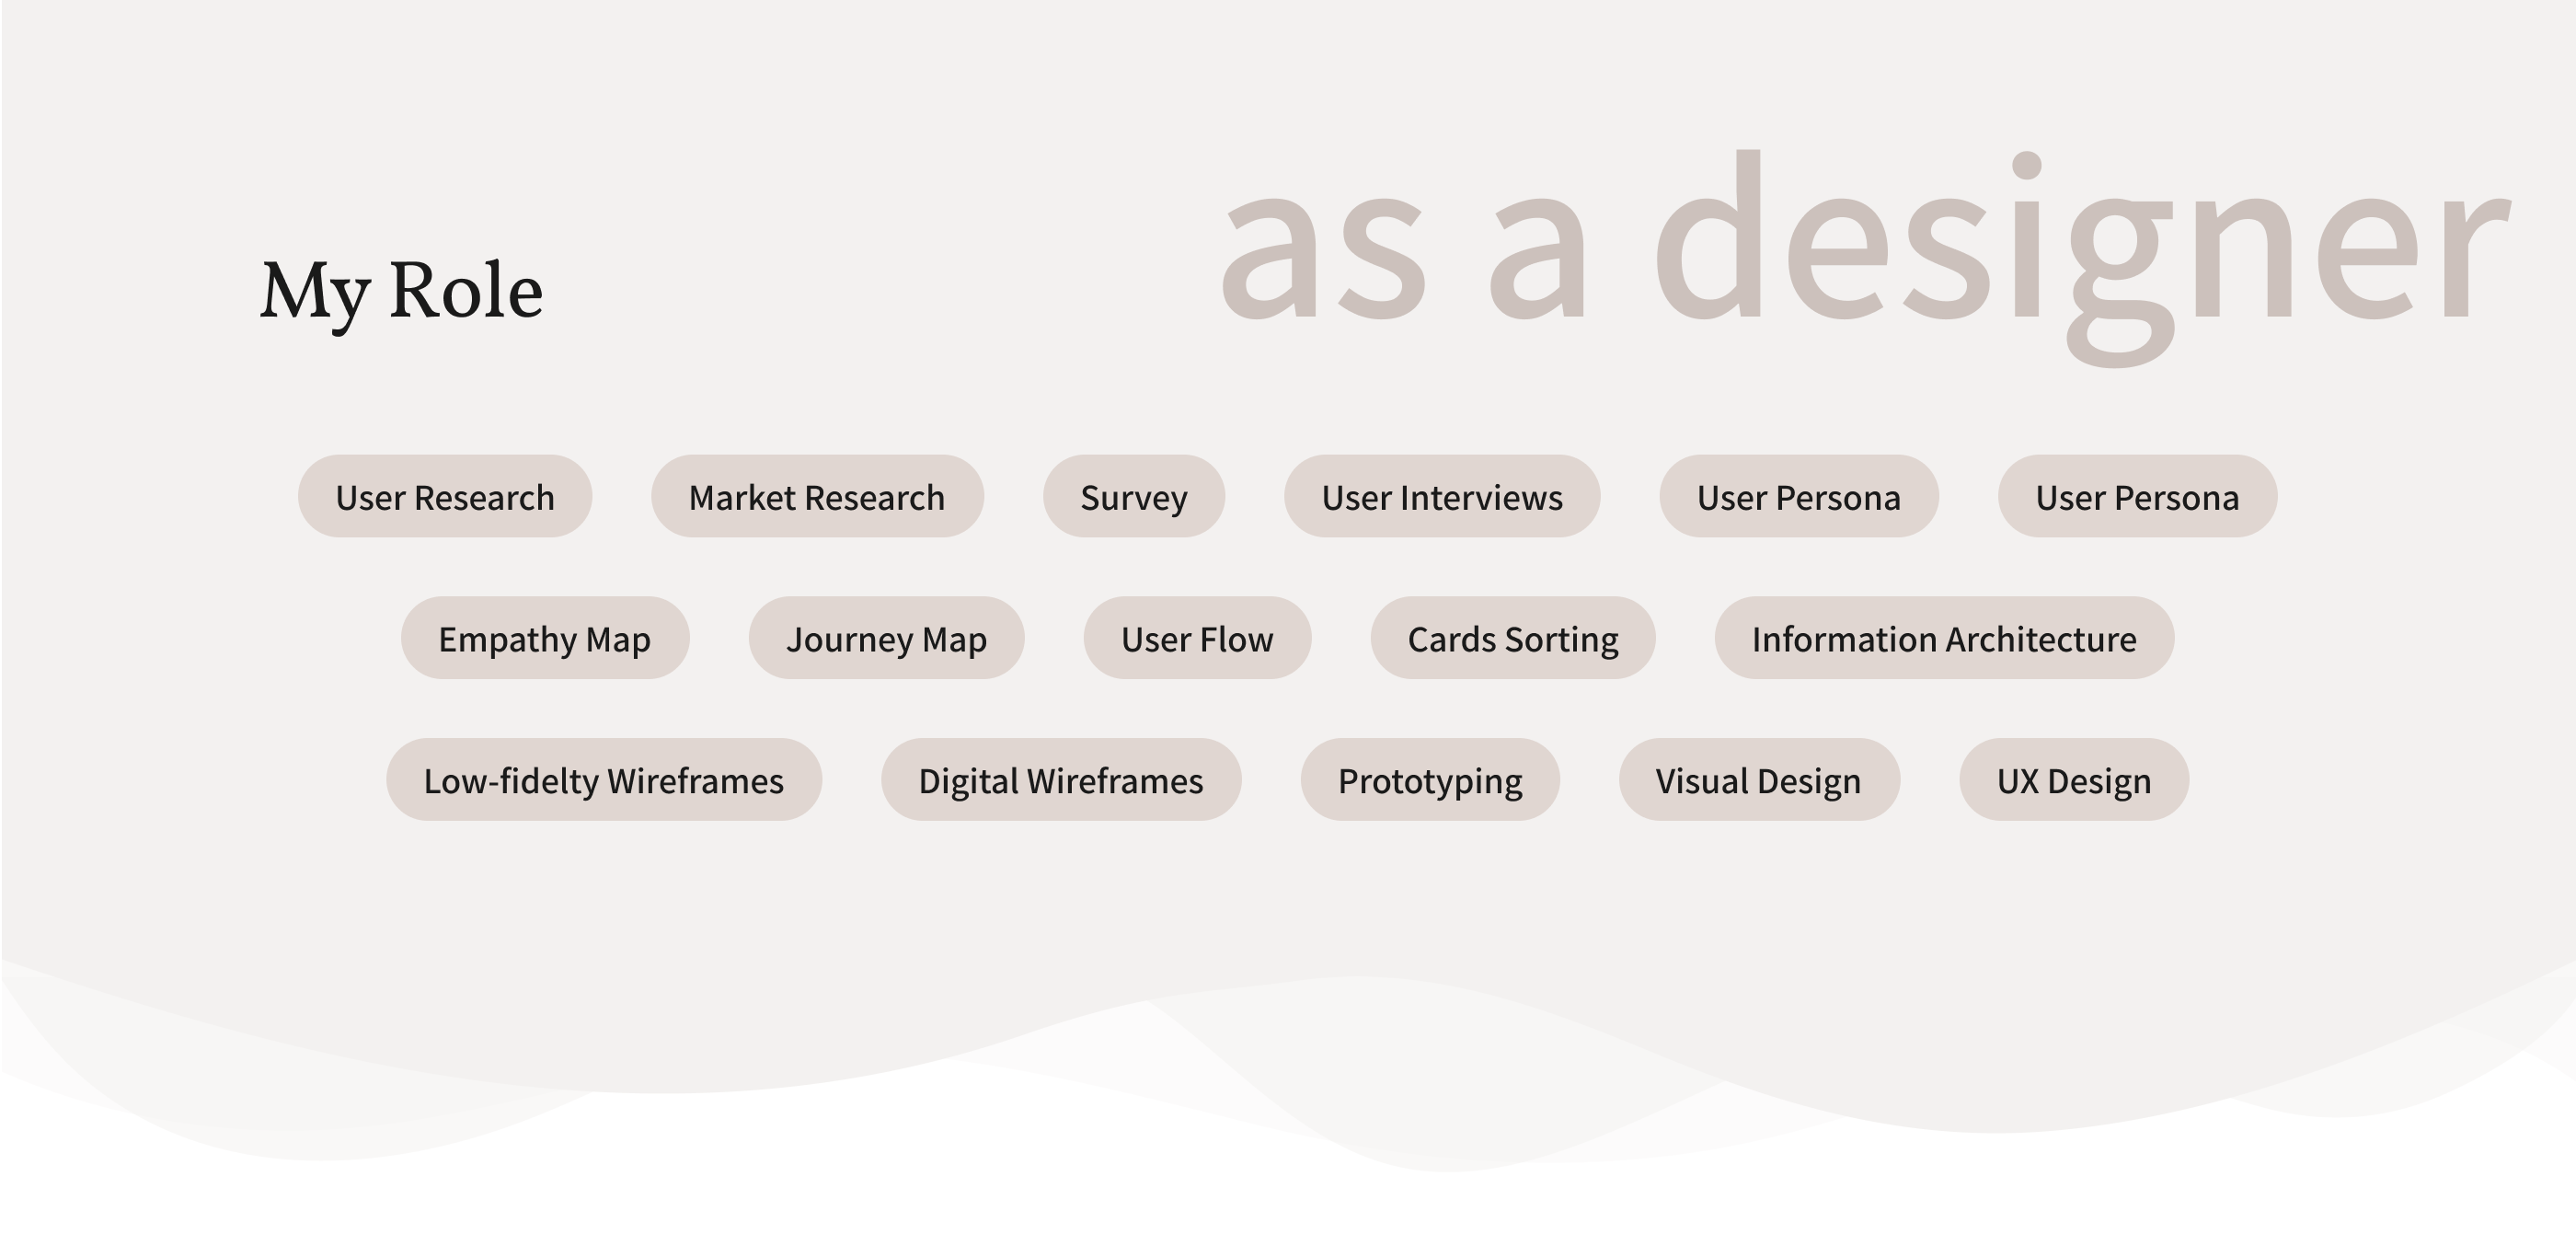 My Role
as a designer
User Research Market Research Survey User Interviews User Persona User Persona
Empathy Map Journey Map User Flow Cards Sorting Information Architecture
Low-fidelty Wireframes Digital Wireframes Prototyping Visual Design UX Design